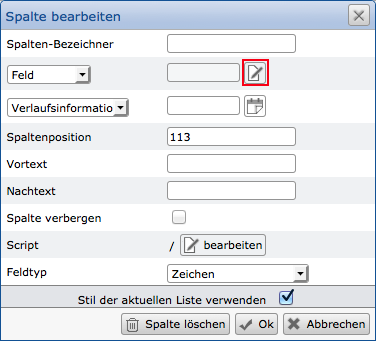 Spalte bearbeiten
Spalten-Bezeichner
Feld
Verlaufsinformatio
Spaltenposition 113
Vortext
Nachtext
Spalte verbergen
Script / bearbeiten
Feldtyp Zeichen
Stil der aktuellen Liste verwenden
Spalte löschen Ok Abbrechen